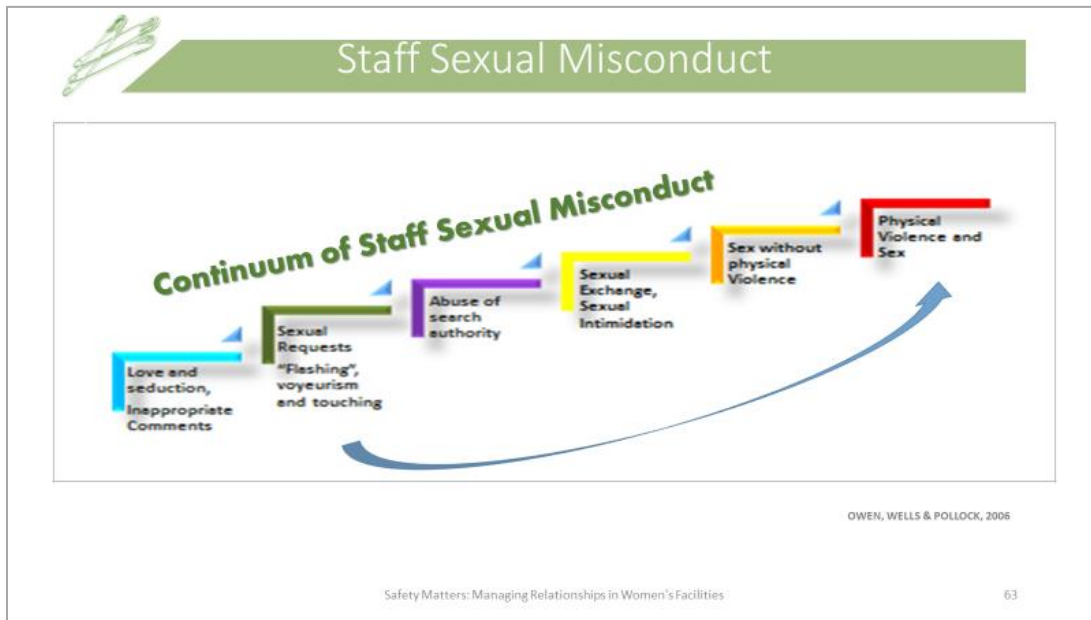 Staff Sexual Misconduct
Continuum of Staff Sexual Misconduct
Love and
seduction,
Inappropriate
Comments
Sexual
Requests
"Flashing",
voyeurism
and touching
Abuse of
search
authority
Sexual
Exchange,
Sexual
Intimidation
Sex without
physical
Violence
Physical
Violence and
Sex
OWEN, WELLS & POLLOCK, 2006
Safety Matters: Managing Relationships in Women's Facilities
63